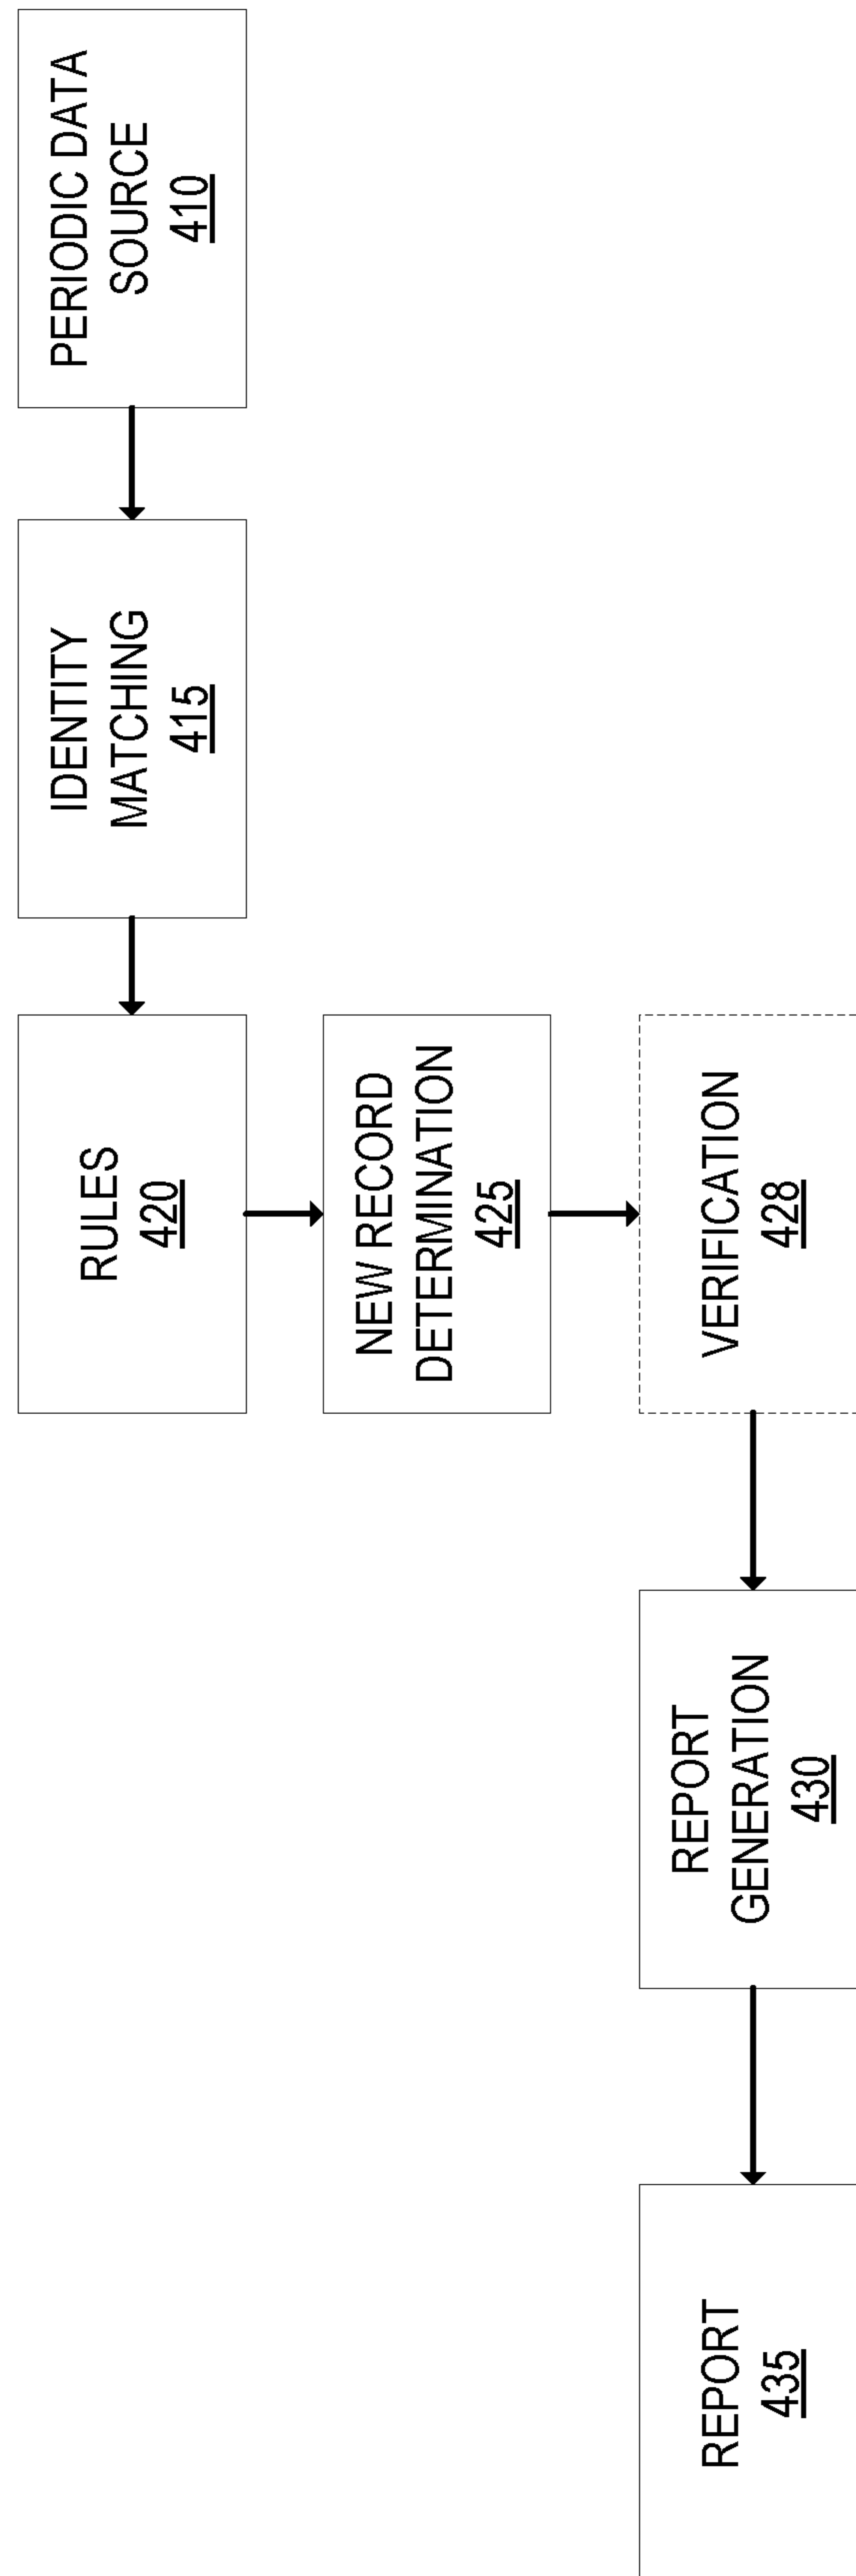 PERIODIC DATA
SOURCE
410
IDENTITY
MATCHING
415
RULES
420
NEW RECORD
DETERMINATION
425
VERIFICATION
428
REPORT
GENERATION
430
REPORT
435